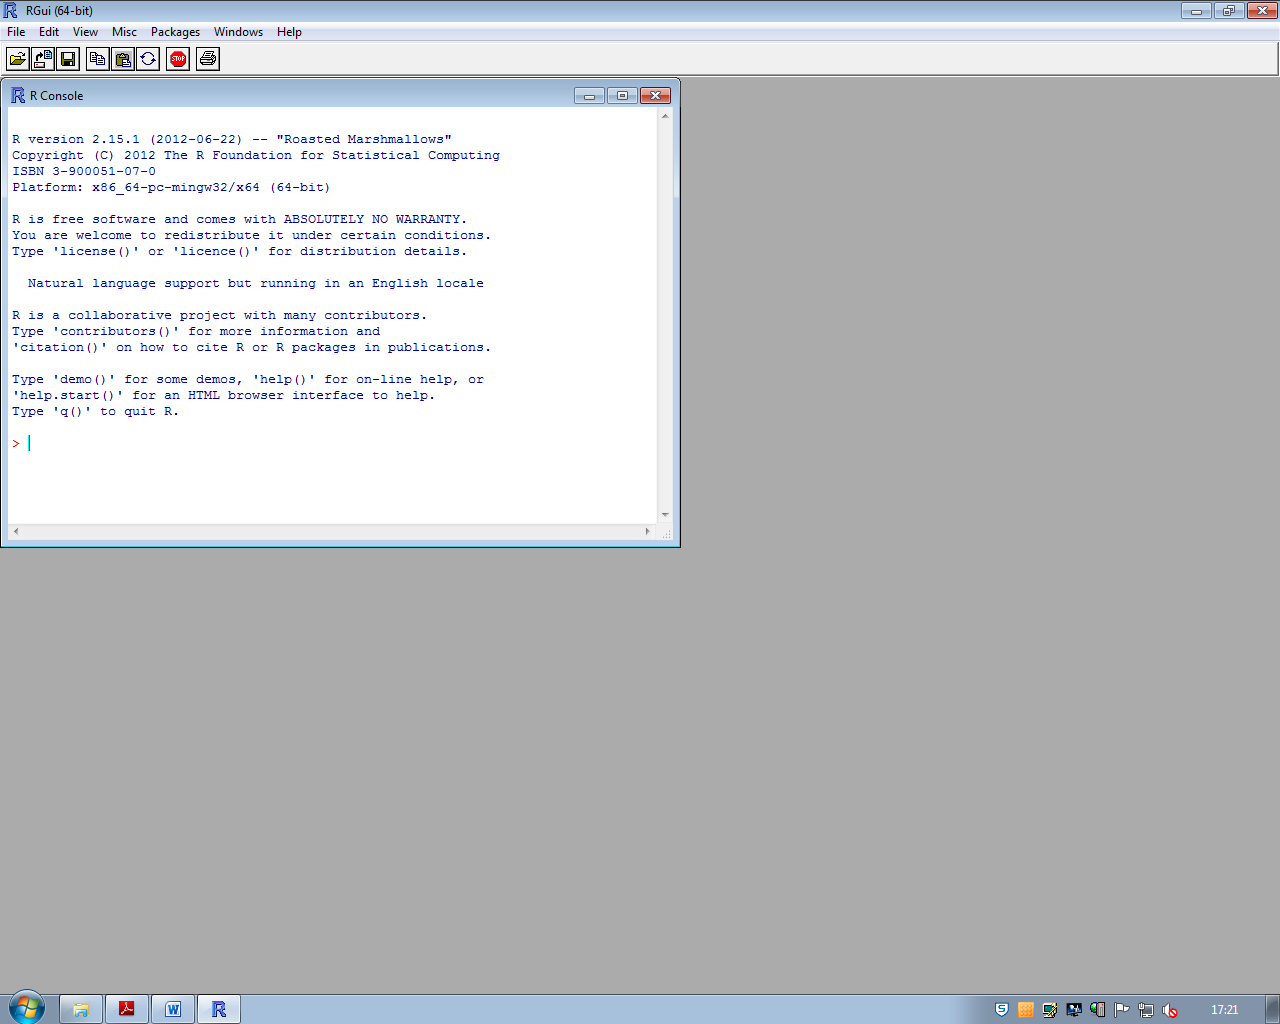 RGui (64-bit)
File Edit View Misc Packages Windows Help
STOP
R Console
R version 2.15.1 (2012-06-22) -- "Roasted Marshmallows"
Copyright (C) 2012 The R Foundation for Statistical Computing
ISBN 3-900051-07-0
Platform: x86_64-pc-mingw32/x64 (64-bit)
R is free software and comes with ABSOLUTELY NO WARRANTY.
You are welcome to redistribute it under certain conditions.
Type 'license()' or 'licence()' for distribution details.
Natural language support but running in an English locale
R is a collaborative project with many contributors.
Type 'contributors()' for more information and
'citation()' on how to cite R or R packages in publications.
Type 'demo()' for some demos, 'help()' for on-line help, or
'help.start()' for an HTML browser interface to help.
Type 'q()' to quit R.
>
17:21